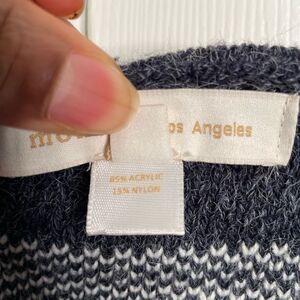 os Angeles
85% ACRYLIC
15% NYLON